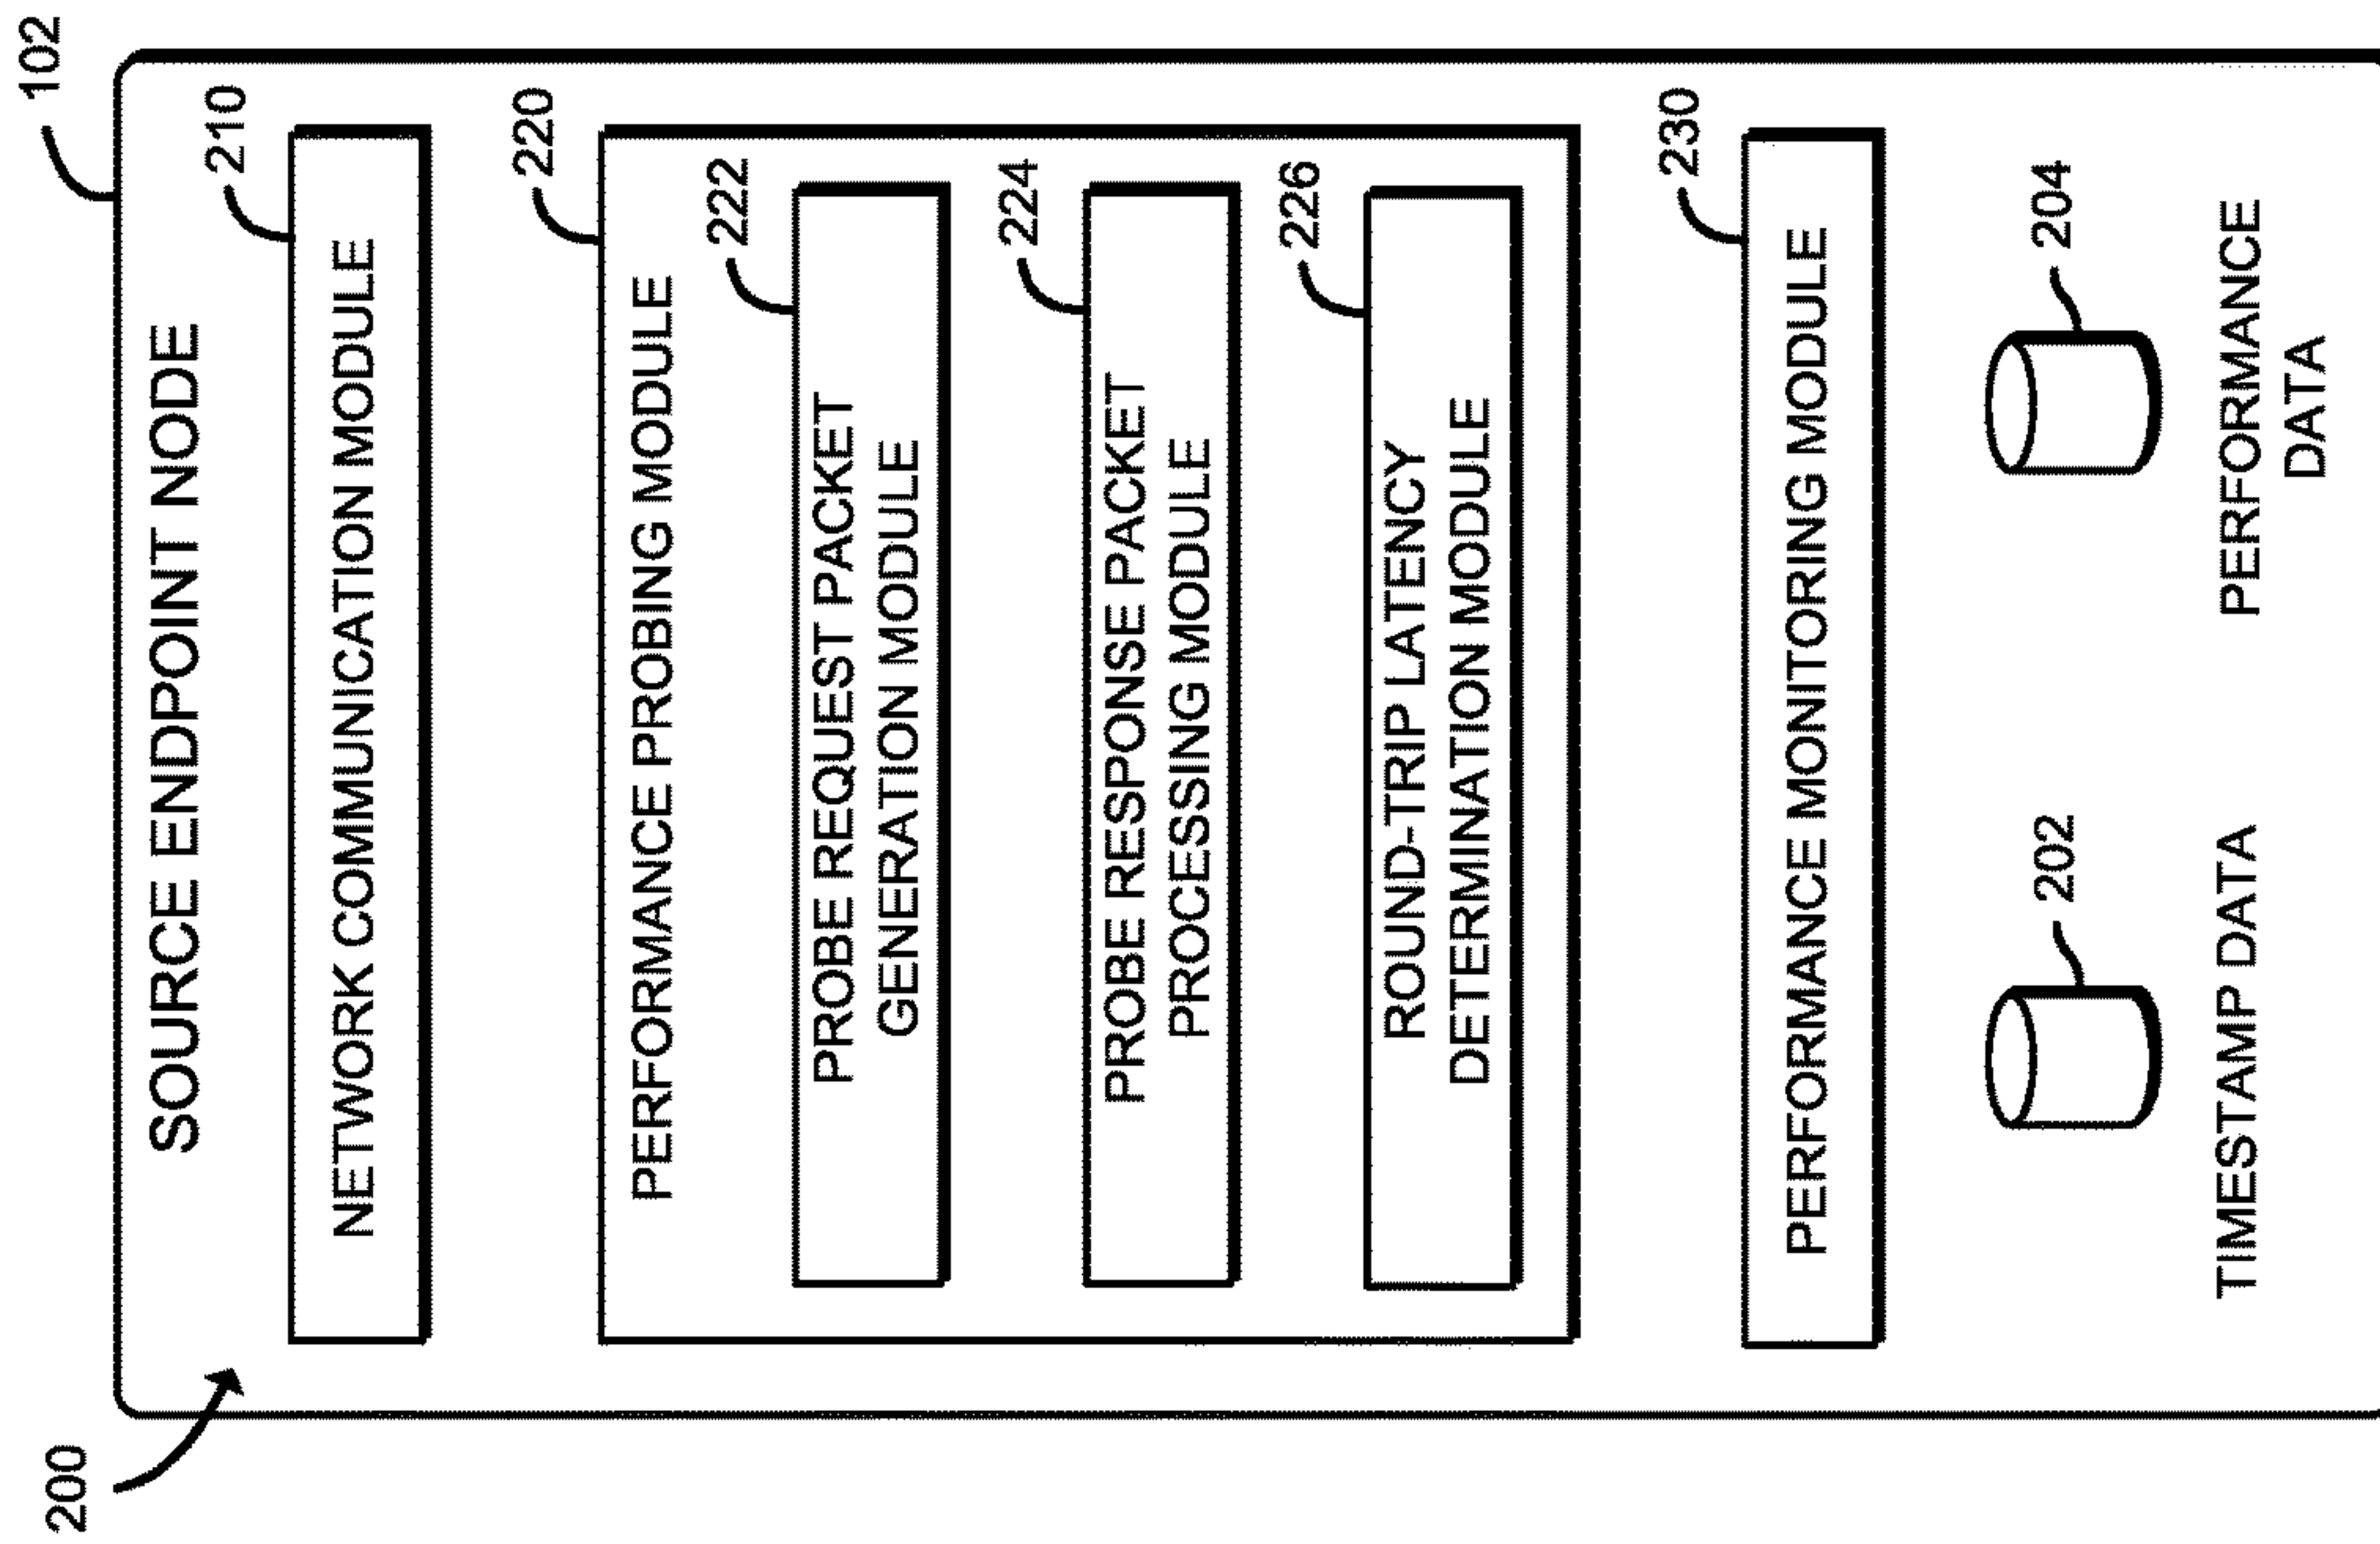 200
102
SOURCE ENDPOINT NODE
210
NETWORK COMMUNICATION MODULE
220
PERFORMANCE PROBING MODULE
222
PROBE REQUEST PACKET
GENERATION MODULE
224
PROBE RESPONSE PACKET
PROCESSING MODULE
226
ROUND-TRIP LATENCY
DETERMINATION MODULE
230
PERFORMANCE MONITORING MODULE
202
TIMESTAMP DATA
204
PERFORMANCE
DATA